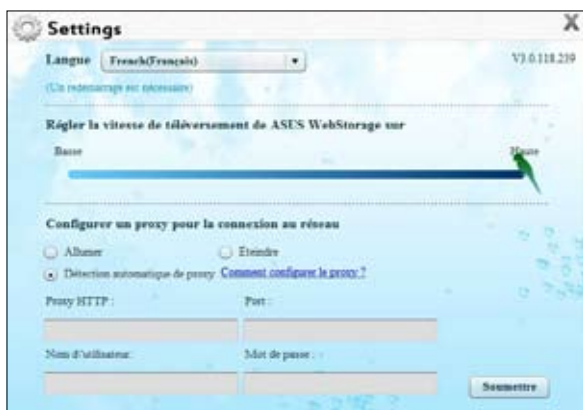 Settings
X
Langue French(Français)
V3.0.118.239
(Un redémarrage est nécessaire)
Régler la vitesse de téléversement de ASUS WebStorage sur
Basse Haute
Configurer un proxy pour la connexion au réseau
Allumer Eteindre
Détection automatique de proxy Comment configurer le proxy ?
Proxy HTTP : Port :
Nom d'utilisateur: Mot de passe :
Soumettre